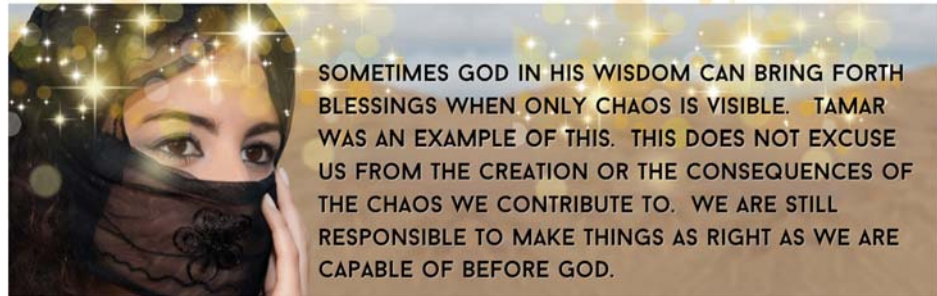 SOMETIMES GOD IN HIS WISDOM CAN BRING FORTH
BLESSINGS WHEN ONLY CHAOS IS VISIBLE. TAMAR
WAS AN EXAMPLE OF THIS. THIS DOES NOT EXCUSE
US FROM THE CREATION OR THE CONSEQUENCES OF
THE CHAOS WE CONTRIBUTE TO. WE ARE STILL
RESPONSIBLE TO MAKE THINGS AS RIGHT AS WE ARE
CAPABLE OF BEFORE GOD.